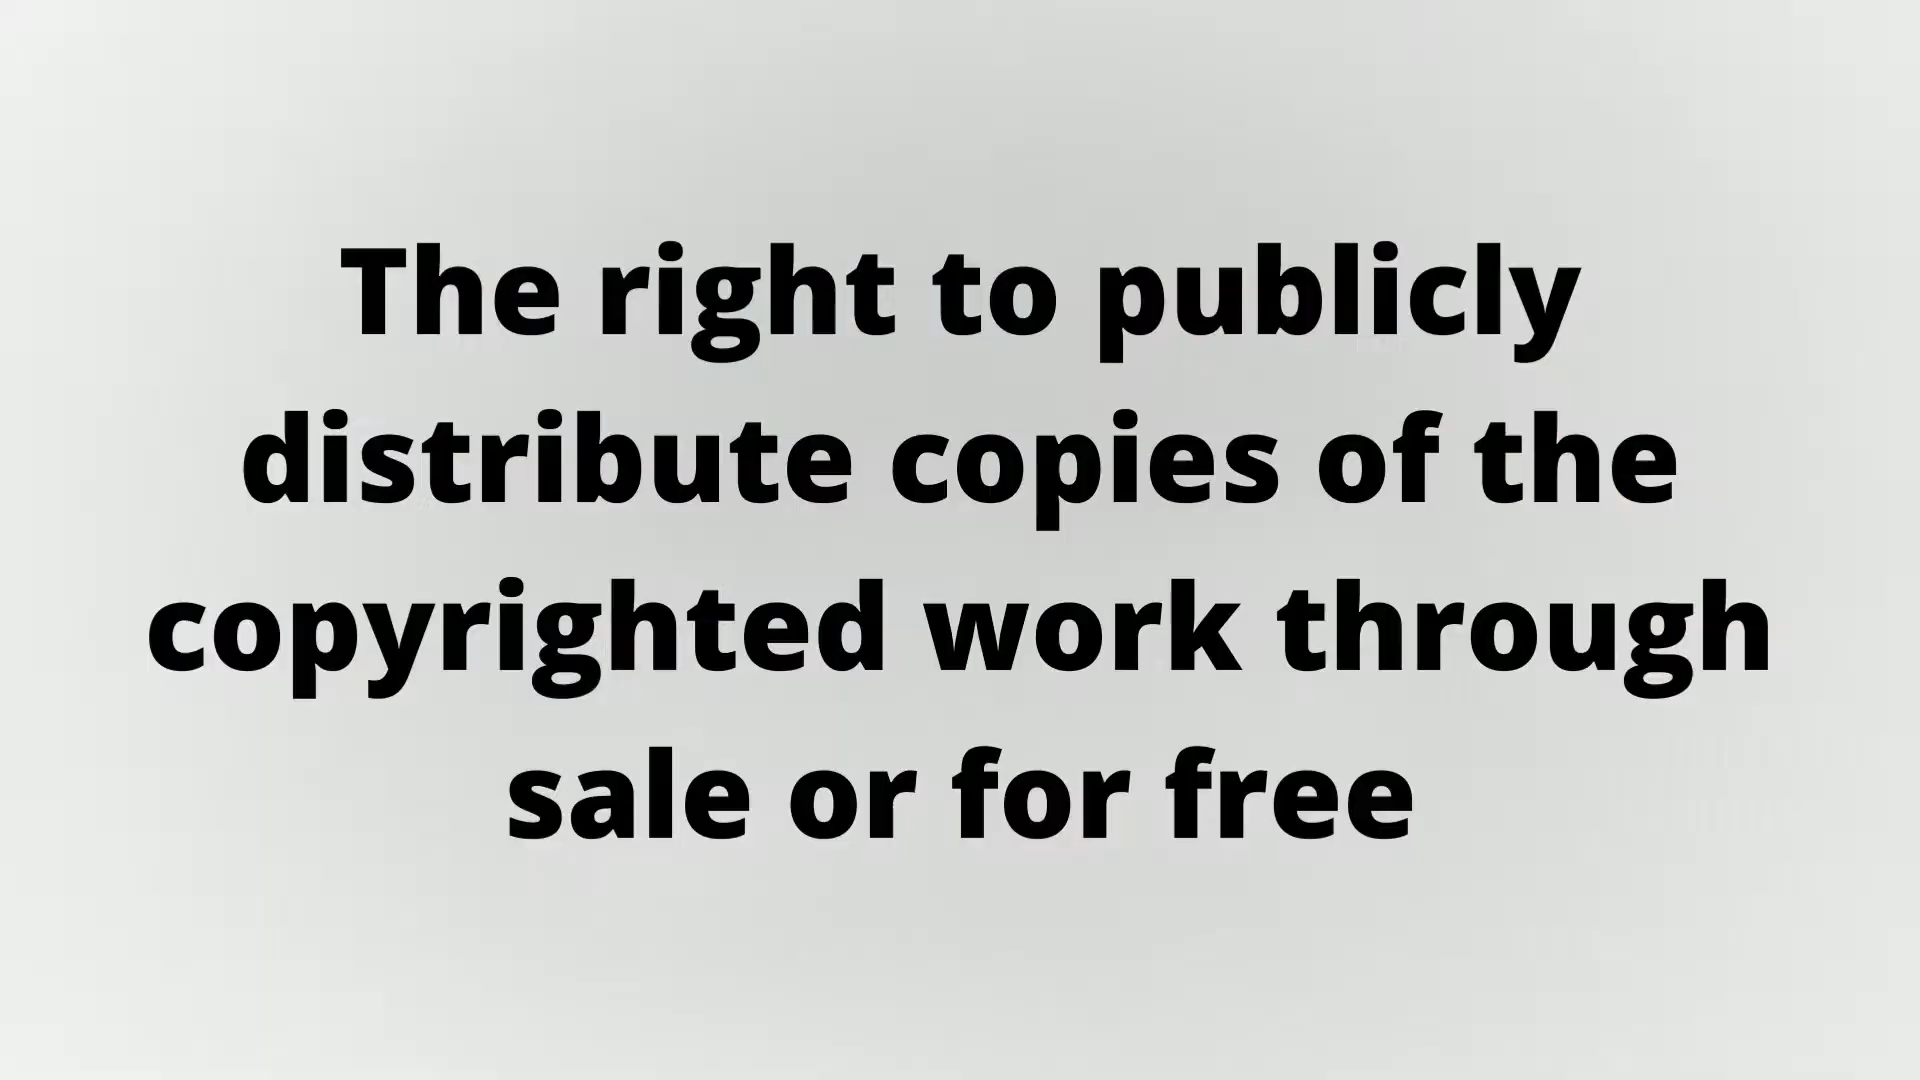 The right to publicly
distribute copies of the
copyrighted work through
sale or for free